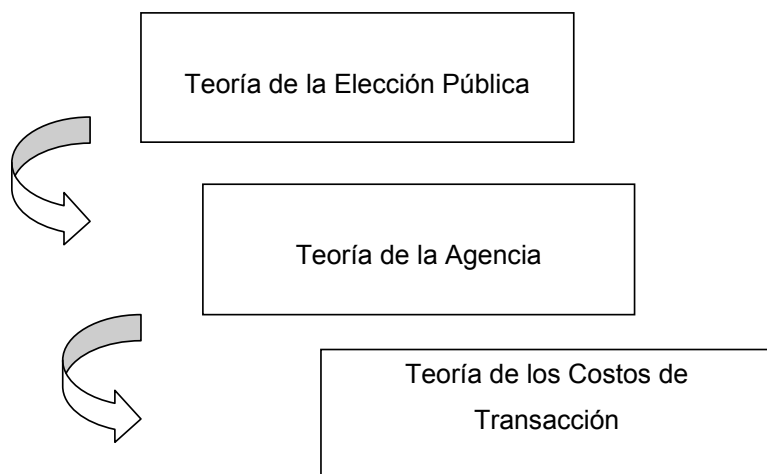 Teoría de la Elección Pública
Teoría de la Agencia
Teoría de los Costos de
Transacción